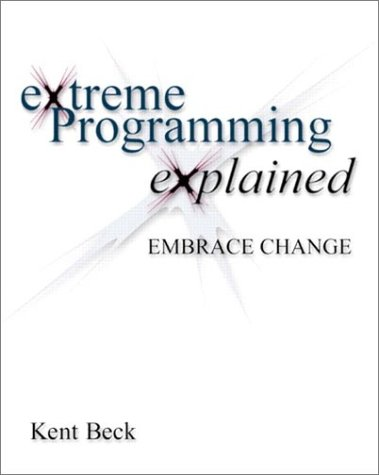 eXtreme
Programming
eXplained
EMBRACE CHANGE
Kent Beck